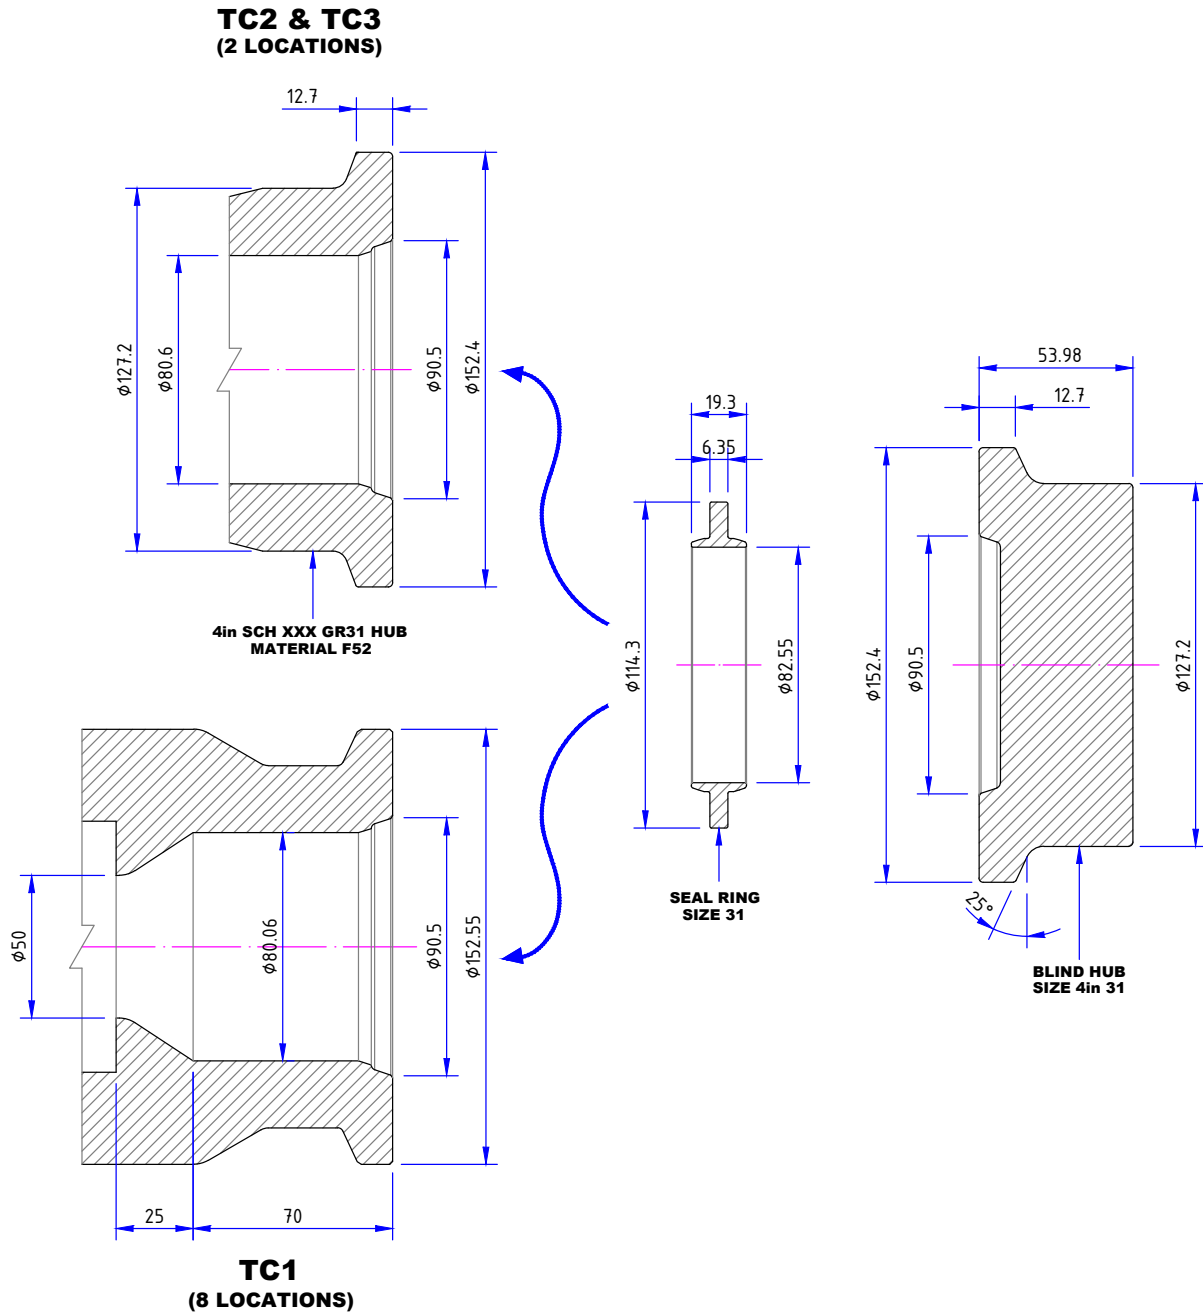 TC2 & TC3
(2 LOCATIONS)
12.7
ϕ127.2
ϕ80.6
ϕ90.5
ϕ152.4
4in SCH XXX GR31 HUB
MATERIAL F52
19.3
6.35
ϕ114.3
ϕ82.55
SEAL RING
SIZE 31
53.98
12.7
ϕ152.4
ϕ90.5
ϕ127.2
25°
BLIND HUB
SIZE 4in 31
ϕ50
ϕ80.06
ϕ90.5
ϕ152.55
25
70
TC1
(8 LOCATIONS)